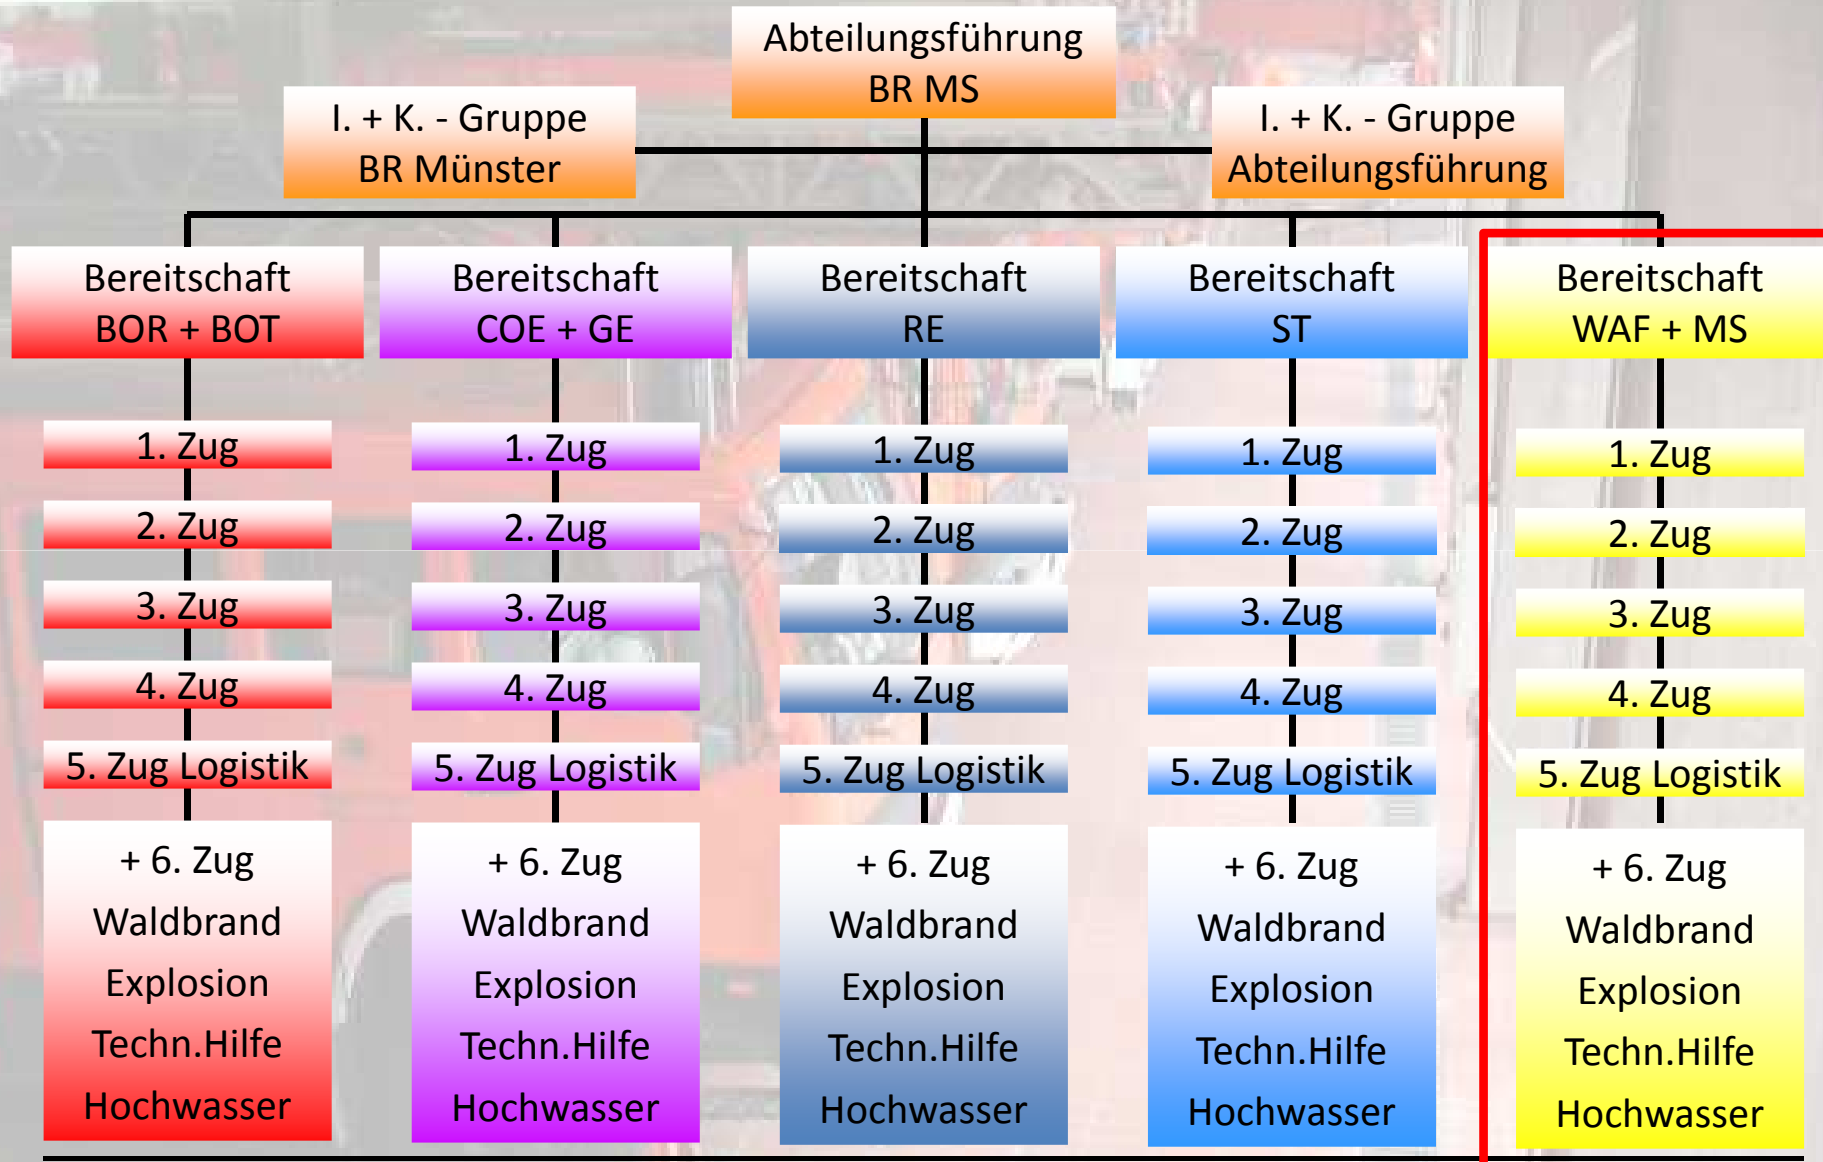 Abteilungsführung
BR MS
I. + K. - Gruppe
BR Münster
I. + K. - Gruppe
Abteilungsführung
Bereitschaft
BOR + BOT
1. Zug
2. Zug
3. Zug
4. Zug
5. Zug Logistik
+ 6. Zug
Waldbrand
Explosion
Techn.Hilfe
Hochwasser
Bereitschaft
COE + GE
1. Zug
2. Zug
3. Zug
4. Zug
5. Zug Logistik
+ 6. Zug
Waldbrand
Explosion
Techn.Hilfe
Hochwasser
Bereitschaft
RE
1. Zug
2. Zug
3. Zug
4. Zug
5. Zug Logistik
+ 6. Zug
Waldbrand
Explosion
Techn.Hilfe
Hochwasser
Bereitschaft
ST
1. Zug
2. Zug
3. Zug
4. Zug
5. Zug Logistik
+ 6. Zug
Waldbrand
Explosion
Techn.Hilfe
Hochwasser
Bereitschaft
WAF + MS
1. Zug
2. Zug
3. Zug
4. Zug
5. Zug Logistik
+ 6. Zug
Waldbrand
Explosion
Techn.Hilfe
Hochwasser